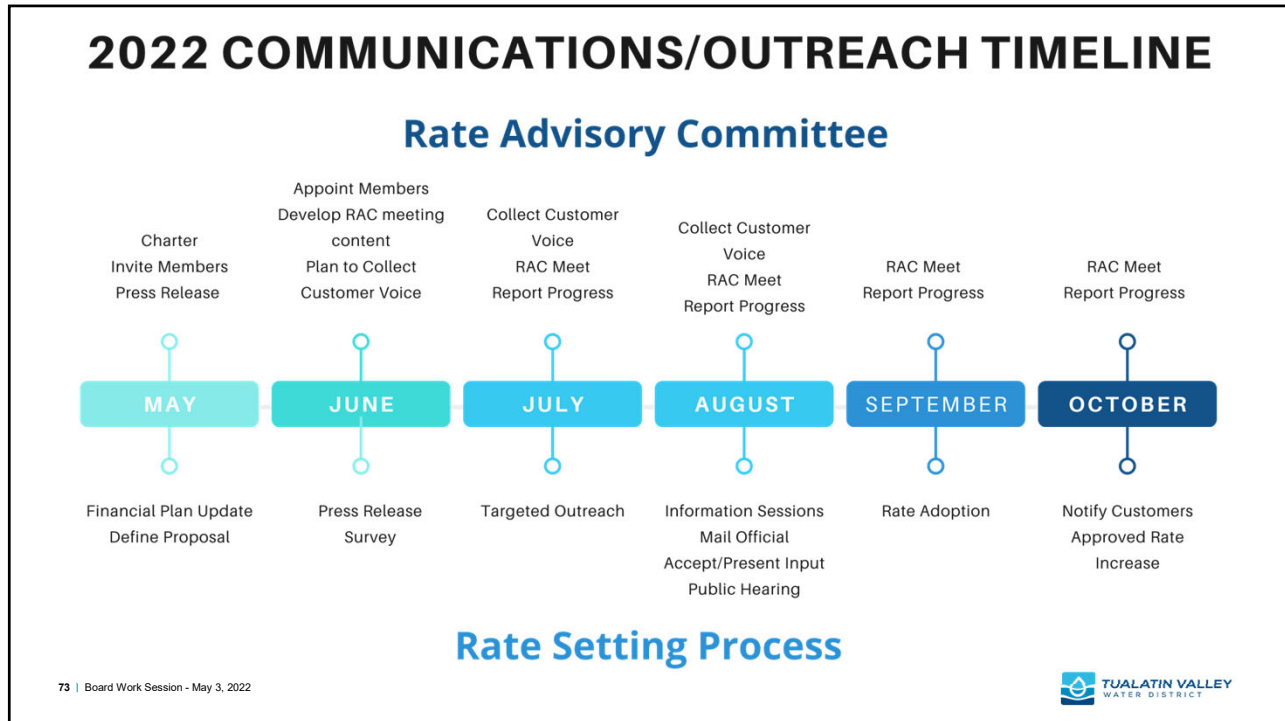 2022 COMMUNICATIONS/OUTREACH TIMELINE
Rate Advisory Committee
Charter
Invite Members
Press Release
Appoint Members
Develop RAC meeting
content
Plan to Collect
Customer Voice
Collect Customer
Voice
RAC Meet
Report Progress
Collect Customer
Voice
RAC Meet
Report Progress
RAC Meet
Report Progress
RAC Meet
Report Progress
MAY
JUNE
JULY
AUGUST
SEPTEMBER
OCTOBER
Financial Plan Update
Define Proposal
Press Release
Survey
Targeted Outreach
Information Sessions
Mail Official
Accept/Present Input
Public Hearing
Rate Adoption
Notify Customers
Approved Rate
Increase
Rate Setting Process
73 | Board Work Session - May 3, 2022
TUALATIN VALLEY
WATER DISTRICT